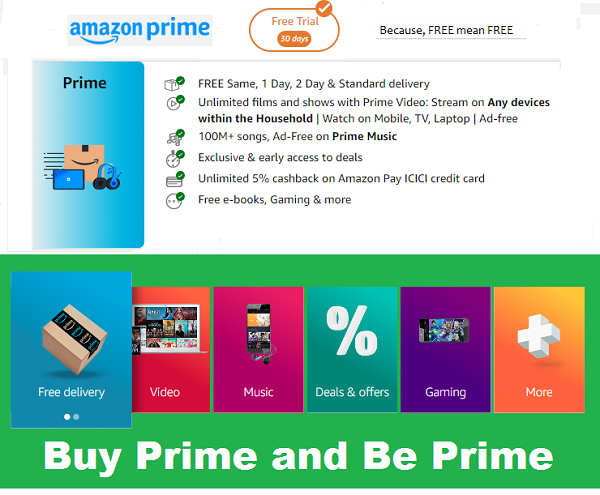 amazon prime
Free Trial
30 days
Because, FREE mean FREE
Prime
FREE Same, 1 Day, 2 Day & Standard delivery
Unlimited films and shows with Prime Video: Stream on Any devices
within the Household | Watch on Mobile, TV, Laptop | Ad-free
100M+ songs, Ad-Free on Prime Music
Exclusive & early access to deals
Unlimited 5% cashback on Amazon Pay ICICI credit card
Free e-books, Gaming & more
%
Free delivery
Video
Music
Deals & offers
Gaming
More
Buy Prime and Be Prime